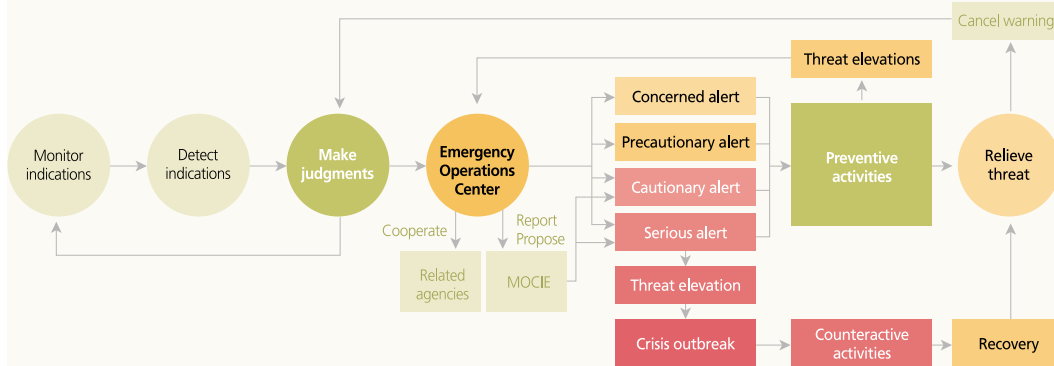 Cancel warning
Threat elevations
Concerned alert
Monitor
indications
Detect
indications
Make
judgments
Emergency
Operations
Center
Precautionary alert
Cautionary alert
Serious alert
Preventive
activities
Relieve
threat
Cooperate
Report
Propose
Related
agencies
MOCIE
Threat elevation
Crisis outbreak
Counteractive
activities
Recovery